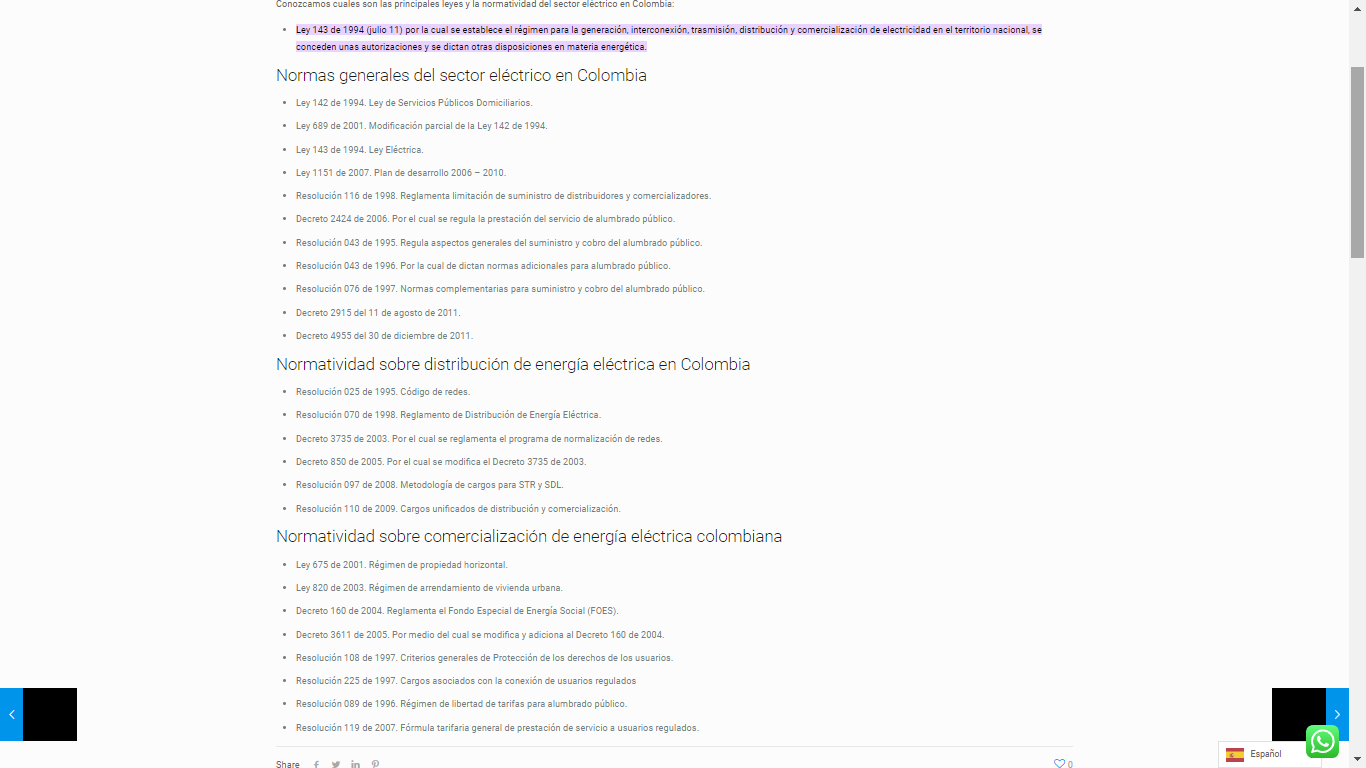 Conozcamos cuales son las principales leyes y la normatividad del sector eléctrico en Colombia:
Ley 143 de 1994 (julio 11) por la cual se establece el régimen para la generación, interconexión, trasmisión, distribución y comercialización de electricidad en el territorio nacional, se
conceden unas autorizaciones y se dictan otras disposiciones en materia energética.
Normas generales del sector eléctrico en Colombia
Ley 142 de 1994. Ley de Servicios Públicos Domiciliarios.
Ley 689 de 2001. Modificación parcial de la Ley 142 de 1994.
Ley 143 de 1994. Ley Eléctrica.
Ley 1151 de 2007. Plan de desarrollo 2006 – 2010.
Resolución 116 de 1998. Reglamenta limitación de suministro de distribuidores y comercializadores.
Decreto 2424 de 2006. Por el cual se regula la prestación del servicio de alumbrado público.
Resolución 043 de 1995. Regula aspectos generales del suministro y cobro del alumbrado público.
Resolución 043 de 1996. Por la cual de dictan normas adicionales para alumbrado público.
Resolución 076 de 1997. Normas complementarias para suministro y cobro del alumbrado público.
Decreto 2915 del 11 de agosto de 2011.
Decreto 4955 del 30 de diciembre de 2011.
Normatividad sobre distribución de energía eléctrica en Colombia
Resolución 025 de 1995. Código de redes.
Resolución 070 de 1998. Reglamento de Distribución de Energía Eléctrica.
Decreto 3735 de 2003. Por el cual se reglamenta el programa de normalización de redes.
Decreto 850 de 2005. Por el cual se modifica el Decreto 3735 de 2003.
Resolución 097 de 2008. Metodología de cargos para STR y SDL.
Resolución 110 de 2009. Cargos unificados de distribución y comercialización.
Normatividad sobre comercialización de energía eléctrica colombiana
Ley 675 de 2001. Régimen de propiedad horizontal.
Ley 820 de 2003. Régimen de arrendamiento de vivienda urbana.
Decreto 160 de 2004. Reglamenta el Fondo Especial de Energía Social (FOES).
Decreto 3611 de 2005. Por medio del cual se modifica y adiciona al Decreto 160 de 2004.
Resolución 108 de 1997. Criterios generales de Protección de los derechos de los usuarios.
Resolución 225 de 1997. Cargos asociados con la conexión de usuarios regulados
Resolución 089 de 1996. Régimen de libertad de tarifas para alumbrado público.
Resolución 119 de 2007. Fórmula tarifaria general de prestación de servicio a usuarios regulados.
Share
0
Español